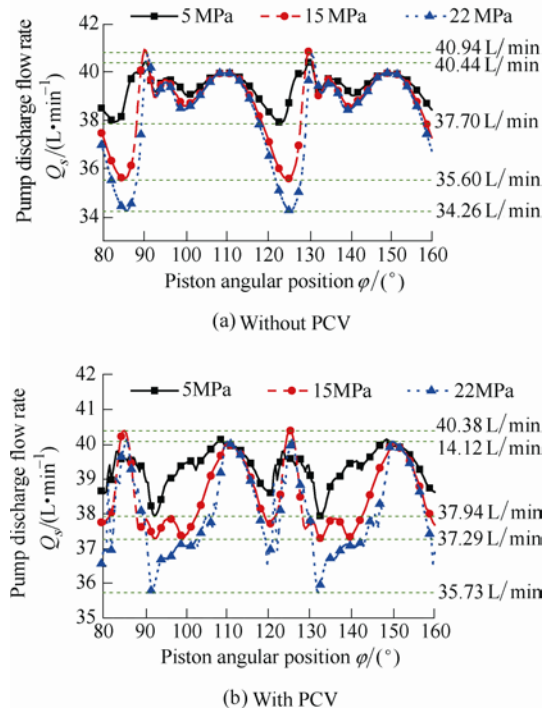 5 MPa 15 MPa 22 MPa
Pump discharge flow rate
Qs/(L•min−1)
42
40
38
36
34
40.94 L/min
40.44 L/min
37.70 L/min
35.60 L/min
34.26 L/min
80 90 100 110 120 130 140 150 160
Piston angular position φ/(°)
(a) Without PCV
5MPa 15MPa 22MPa
Pump discharge flow rate
Qs/(L•min−1)
42
41
40
39
38
37
36
35
40.38 L/min
14.12 L/min
37.94 L/min
37.29 L/min
35.73 L/min
80 90 100 110 120 130 140 150 160
Piston angular position φ/(°)
(b) With PCV